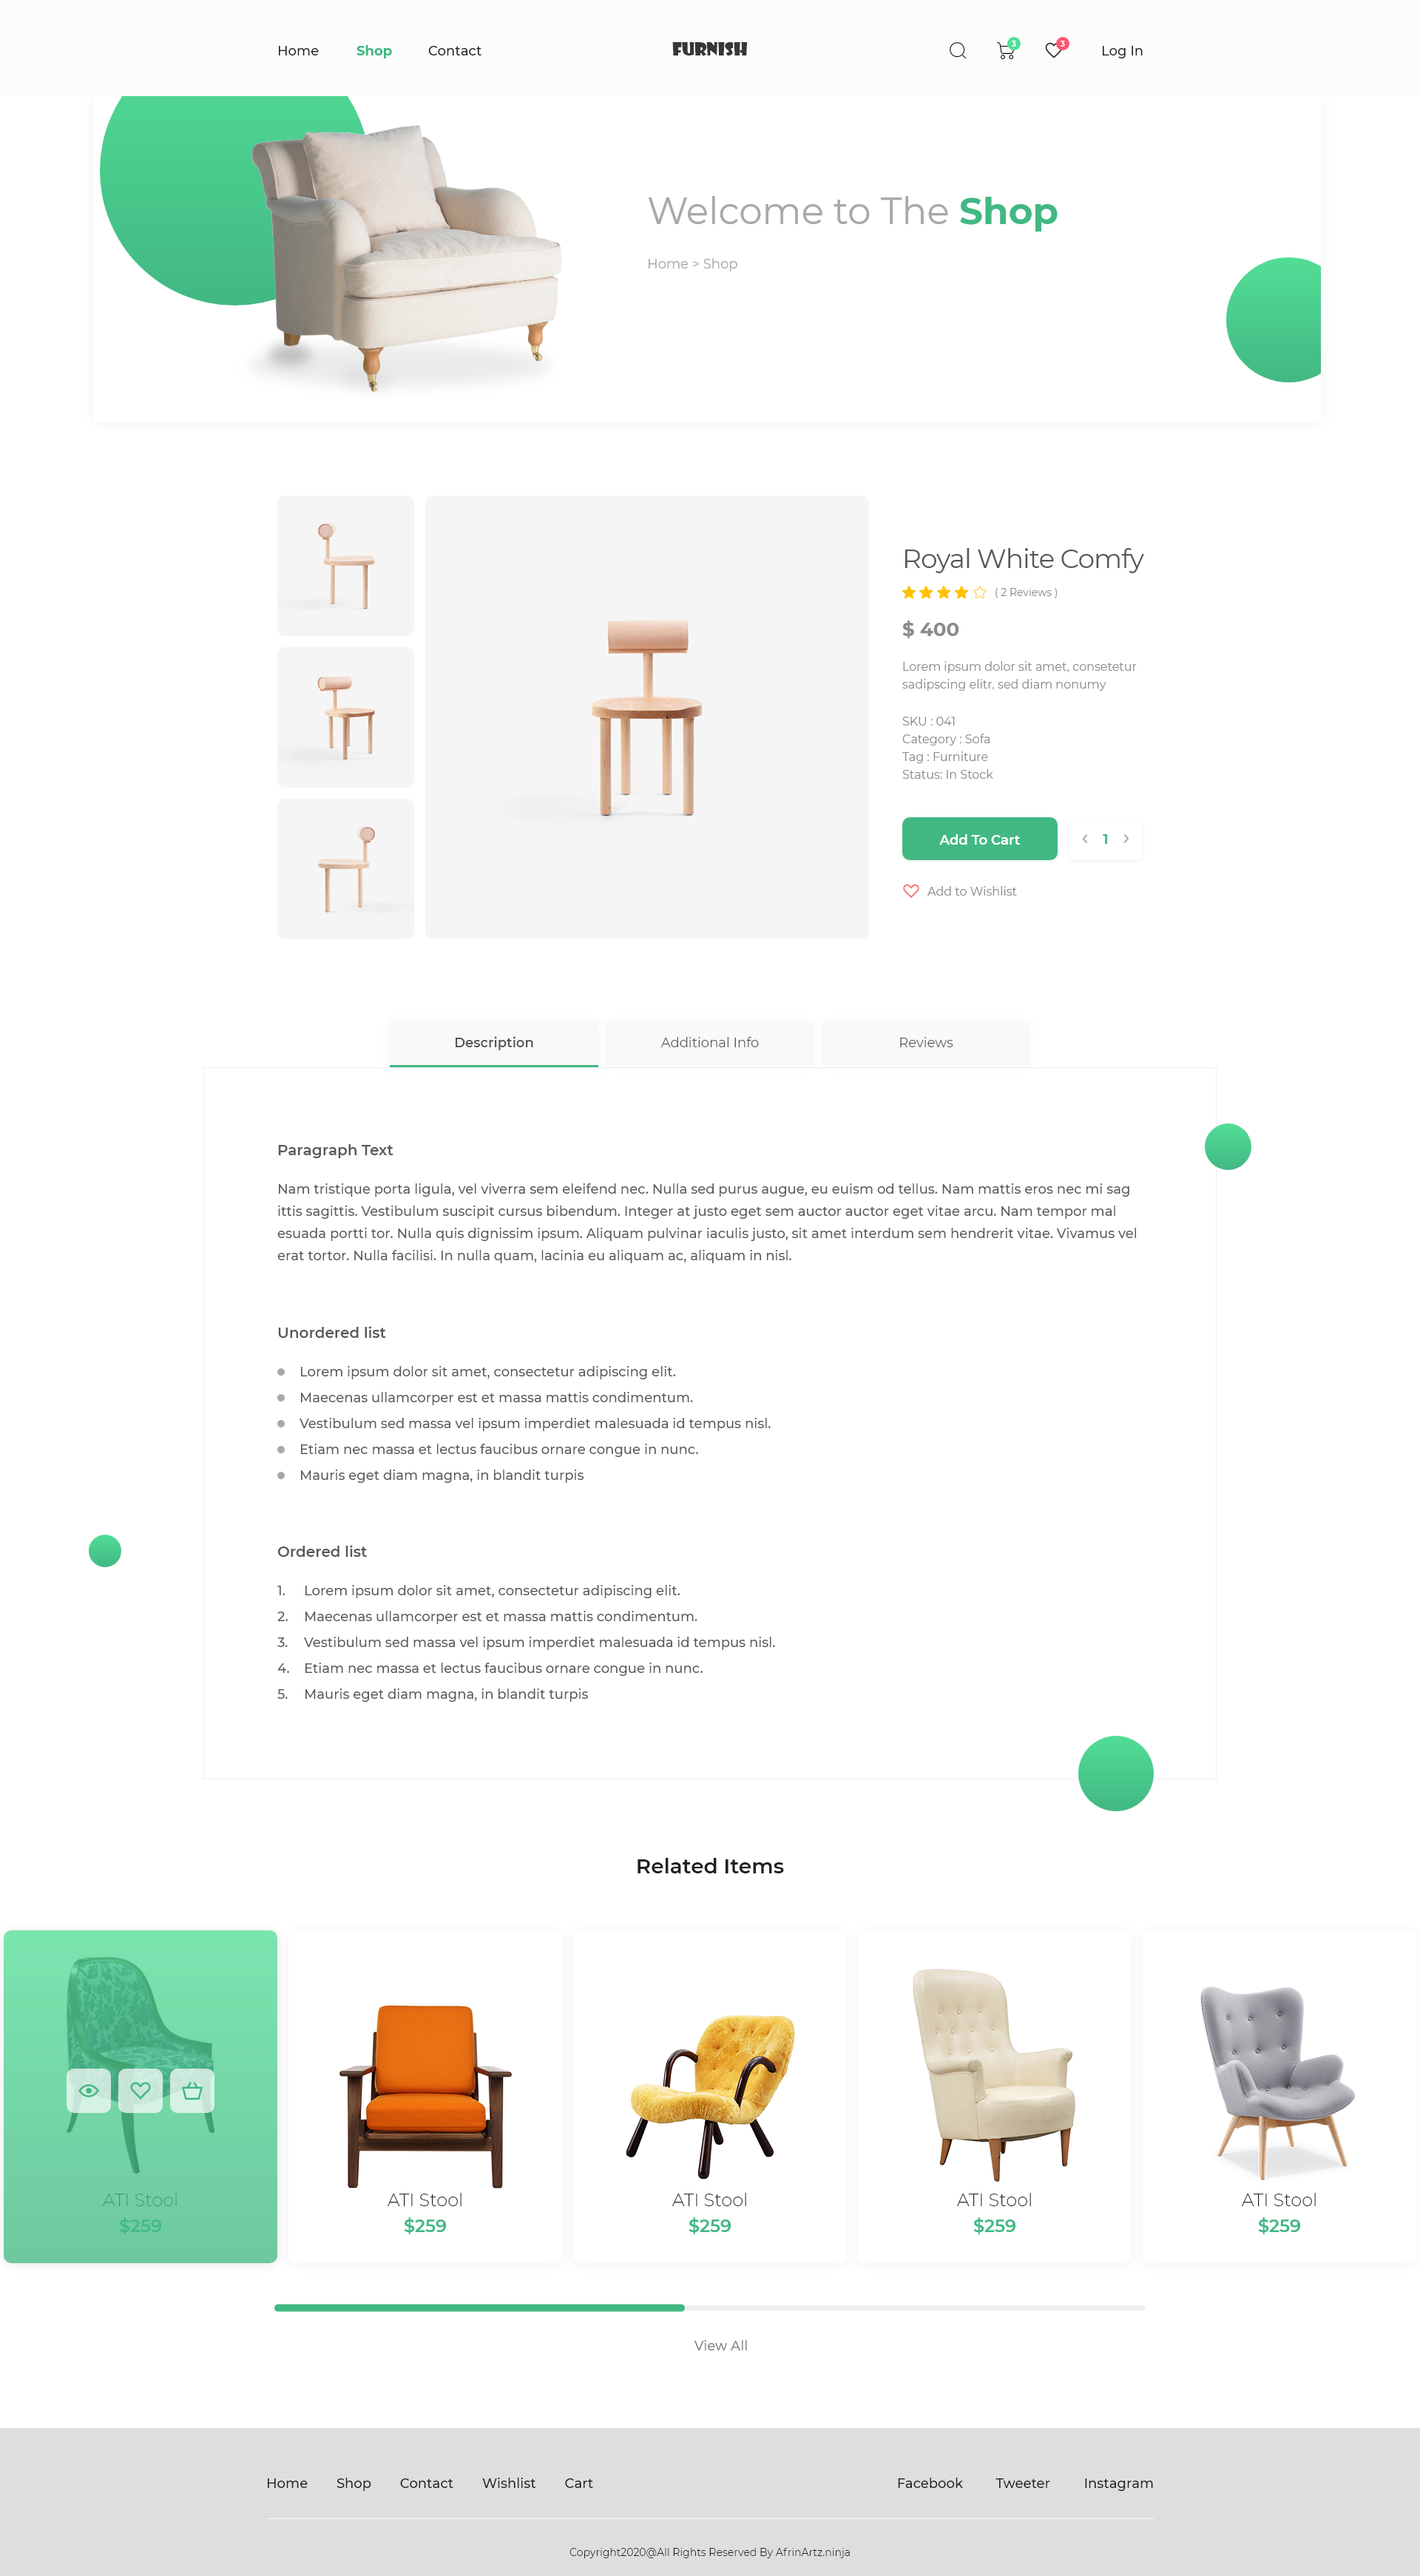 Home Shop Contact FURNISH 3 3 Log In
Welcome to The Shop
Home > Shop
Royal White Comfy
( 2 Reviews )
$ 400
Lorem ipsum dolor sit amet, consetetur
sadipscing elitr, sed diam nonumy
SKU : 041
Category : Sofa
Tag : Furniture
Status: In Stock
Add To Cart < 1 >
Add to Wishlist
Description Additional Info Reviews
Paragraph Text
Nam tristique porta ligula, vel viverra sem eleifend nec. Nulla sed purus augue, eu euism od tellus. Nam mattis eros nec mi sag
ittis sagittis. Vestibulum suscipit cursus bibendum. Integer at justo eget sem auctor auctor eget vitae arcu. Nam tempor mal
esuada portti tor. Nulla quis dignissim ipsum. Aliquam pulvinar iaculis justo, sit amet interdum sem hendrerit vitae. Vivamus vel
erat tortor. Nulla facilisi. In nulla quam, lacinia eu aliquam ac, aliquam in nisl.
Unordered list
Lorem ipsum dolor sit amet, consectetur adipiscing elit.
Maecenas ullamcorper est et massa mattis condimentum.
Vestibulum sed massa vel ipsum imperdiet malesuada id tempus nisl.
Etiam nec massa et lectus faucibus ornare congue in nunc.
Mauris eget diam magna, in blandit turpis
Ordered list
1. Lorem ipsum dolor sit amet, consectetur adipiscing elit.
2. Maecenas ullamcorper est et massa mattis condimentum.
3. Vestibulum sed massa vel ipsum imperdiet malesuada id tempus nisl.
4. Etiam nec massa et lectus faucibus ornare congue in nunc.
5. Mauris eget diam magna, in blandit turpis
Related Items
ATI Stool ATI Stool ATI Stool ATI Stool ATI Stool
$259 $259 $259 $259 $259
View All
Home Shop Contact Wishlist Cart Facebook Tweeter Instagram
Copyright2020@All Rights Reserved By AfrinArtz.ninja